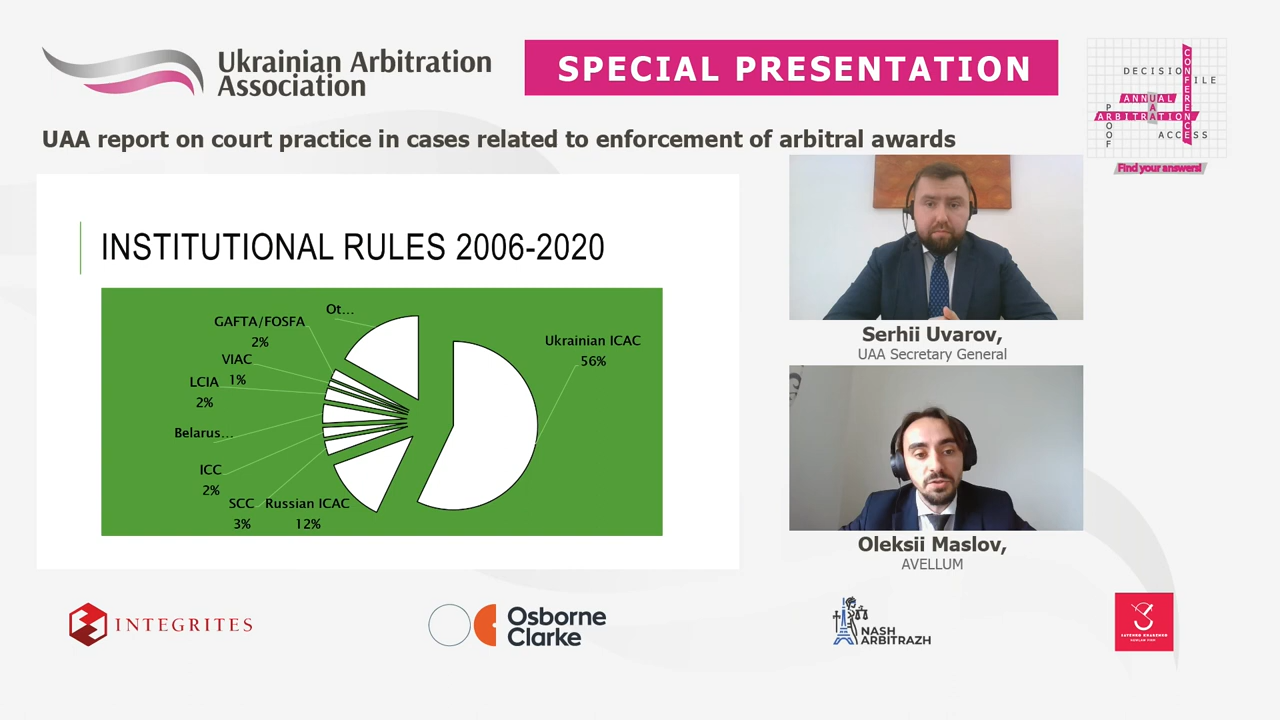 Ukrainian Arbitration
Association
SPECIAL PRESENTATION
DECISIO ILE
CONFERENCE
ANNUAL
UAA
ARBITRATION
PROOF
ACCESS
Find your answers!
UAA report on court practice in cases related to enforcement of arbitral awards
INSTITUTIONAL RULES 2006-2020
Ot...
GAFTA/FOSFA
2%
VIAC
1%
LCIA
2%
Belarus...
ICC
2%
SCC
3%
Russian ICAC
12%
Ukrainian ICAC
56%
Serhii Uvarov,
UAA Secretary General
Oleksii Maslov,
AVELLUM
INTEGRITES
Osborne
Clarke
NASH
ARBITRAZH